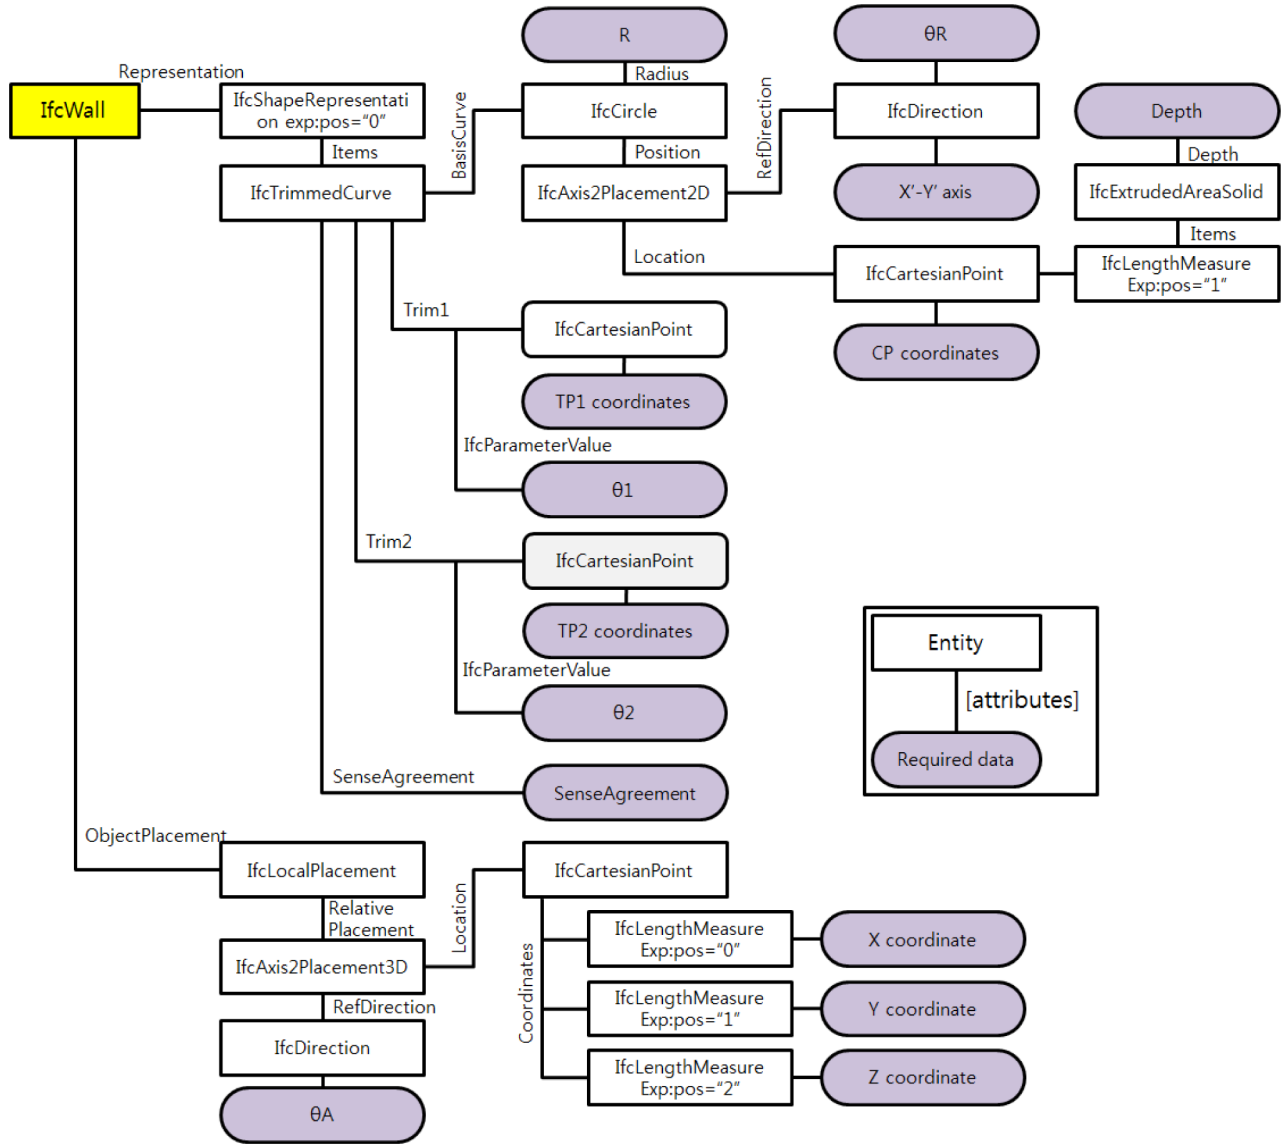 R
θR
Representation
Radius
IfcWall
IfcShapeRepresentati
on exp:pos="0"
BasisCurve
IfcCircle
RefDirection
IfcDirection
Depth
Items
Position
Depth
IfcTrimmedCurve
IfcAxis2Placement2D
X'-Y' axis
IfcExtrudedAreaSolid
Items
Location
IfcCartesianPoint
IfcLengthMeasure
Exp:pos="1"
Trim1
IfcCartesianPoint
CP coordinates
TP1 coordinates
IfcParameterValue
θ1
Trim2
IfcCartesianPoint
TP2 coordinates
IfcParameterValue
θ2
Entity
[attributes]
Required data
SenseAgreement
SenseAgreement
ObjectPlacement
IfcLocalPlacement
IfcCartesianPoint
Relative
Placement
Location
IfcLengthMeasure
Exp:pos="0"
X coordinate
IfcAxis2Placement3D
Coordinates
RefDirection
IfcLengthMeasure
Exp:pos="1"
Y coordinate
IfcDirection
IfcLengthMeasure
Exp:pos="2"
Z coordinate
θA